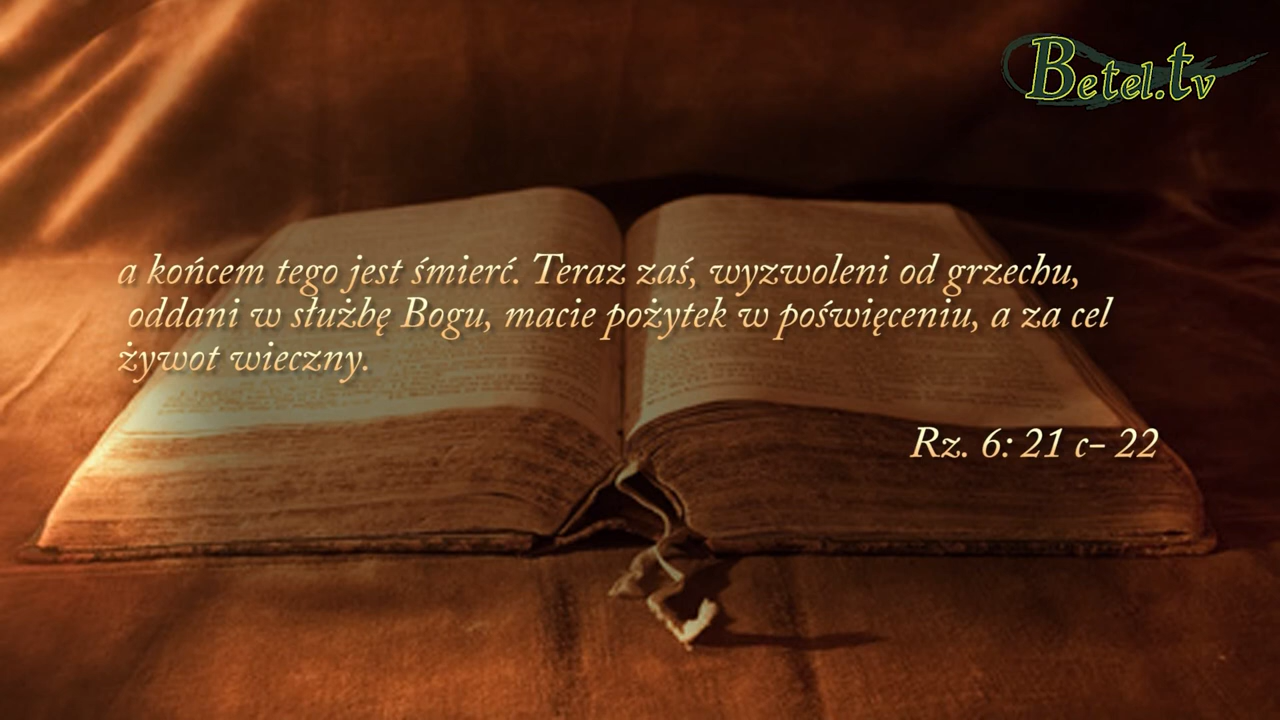 Betel.tv
a końcem tego jest śmierć. Teraz zaś, wyzwoleni od grzechu,
oddani w służbę Bogu, macie pożytek w poświęceniu, a za cel
żywot wieczny.
Rz. 6: 21 c- 22